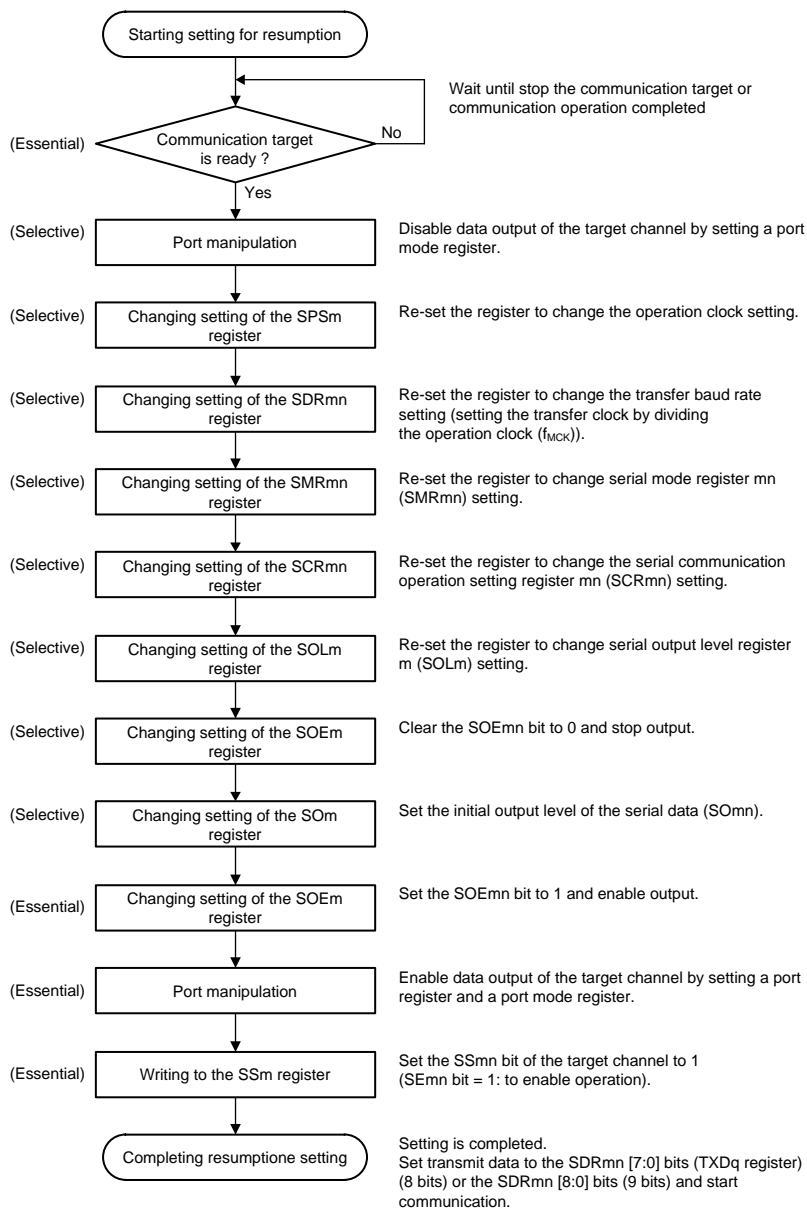 Starting setting for resumption
Wait until stop the communication target or
communication operation completed
(Essential)
Communication target
is ready ?
No
Yes
(Selective)
Port manipulation
Disable data output of the target channel by setting a port
mode register.
(Selective)
Changing setting of the SPSm
register
Re-set the register to change the operation clock setting.
(Selective)
Changing setting of the SDRmn
register
Re-set the register to change the transfer baud rate
setting (setting the transfer clock by dividing
the operation clock (fMCK)).
(Selective)
Changing setting of the SMRmn
register
Re-set the register to change serial mode register mn
(SMRmn) setting.
(Selective)
Changing setting of the SCRmn
register
Re-set the register to change the serial communication
operation setting register mn (SCRmn) setting.
(Selective)
Changing setting of the SOLm
register
Re-set the register to change serial output level register
m (SOLm) setting.
(Selective)
Changing setting of the SOEm
register
Clear the SOEmn bit to 0 and stop output.
(Selective)
Changing setting of the SOm
register
Set the initial output level of the serial data (SOmn).
(Essential)
Changing setting of the SOEm
register
Set the SOEmn bit to 1 and enable output.
(Essential)
Port manipulation
Enable data output of the target channel by setting a port
register and a port mode register.
(Essential)
Writing to the SSm register
Set the SSmn bit of the target channel to 1
(SEmn bit = 1: to enable operation).
Completing resumptione setting
Setting is completed.
Set transmit data to the SDRmn [7:0] bits (TXDq register)
(8 bits) or the SDRmn [8:0] bits (9 bits) and start
communication.